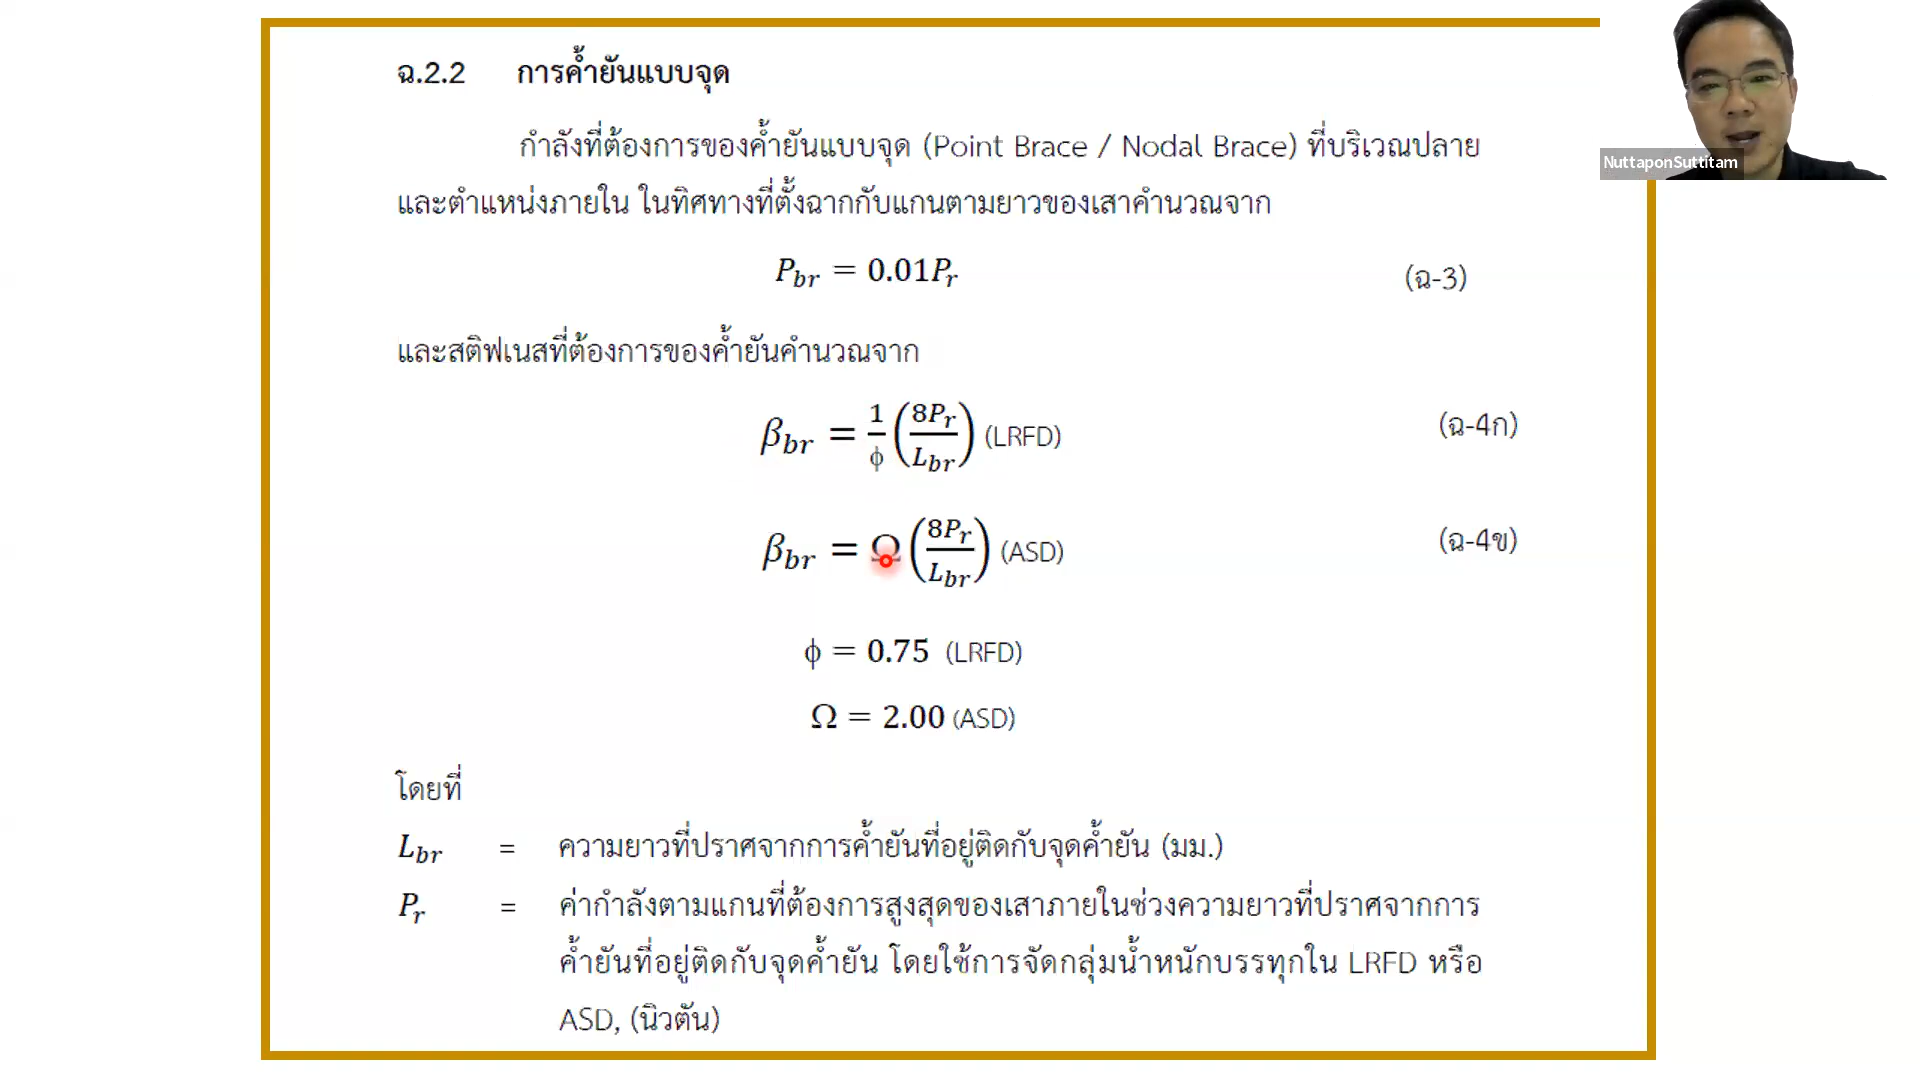 ฉ.2.2 การค้ำยันแบบจุด
NuttaponSuttitam
กำลังที่ต้องการของค้ำยันแบบจุด (Point Brace / Nodal Brace) ที่บริเวณปลาย
และตำแหน่งภายใน ในทิศทางที่ตั้งฉากกับแกนตามยาวของเสาคำนวณจาก
P_br = 0.01P_r (ฉ-3)
และสติฟเนสที่ต้องการของค้ำยันคำนวณจาก
β_br = 1/ϕ (8P_r/L_br) (LRFD) (ฉ-4ก)
β_br = Ω (8P_r/L_br) (ASD) (ฉ-4ข)
ϕ = 0.75 (LRFD)
Ω = 2.00 (ASD)
โดยที่
L_br = ความยาวที่ปราศจากการค้ำยันที่อยู่ติดกับจุดค้ำยัน (มม.)
P_r = ค่ากำลังตามแกนที่ต้องการสูงสุดของเสาภายในช่วงความยาวที่ปราศจากการ
ค้ำยันที่อยู่ติดกับจุดค้ำยัน โดยใช้การจัดกลุ่มน้ำหนักบรรทุกใน LRFD หรือ
ASD, (นิวตัน)